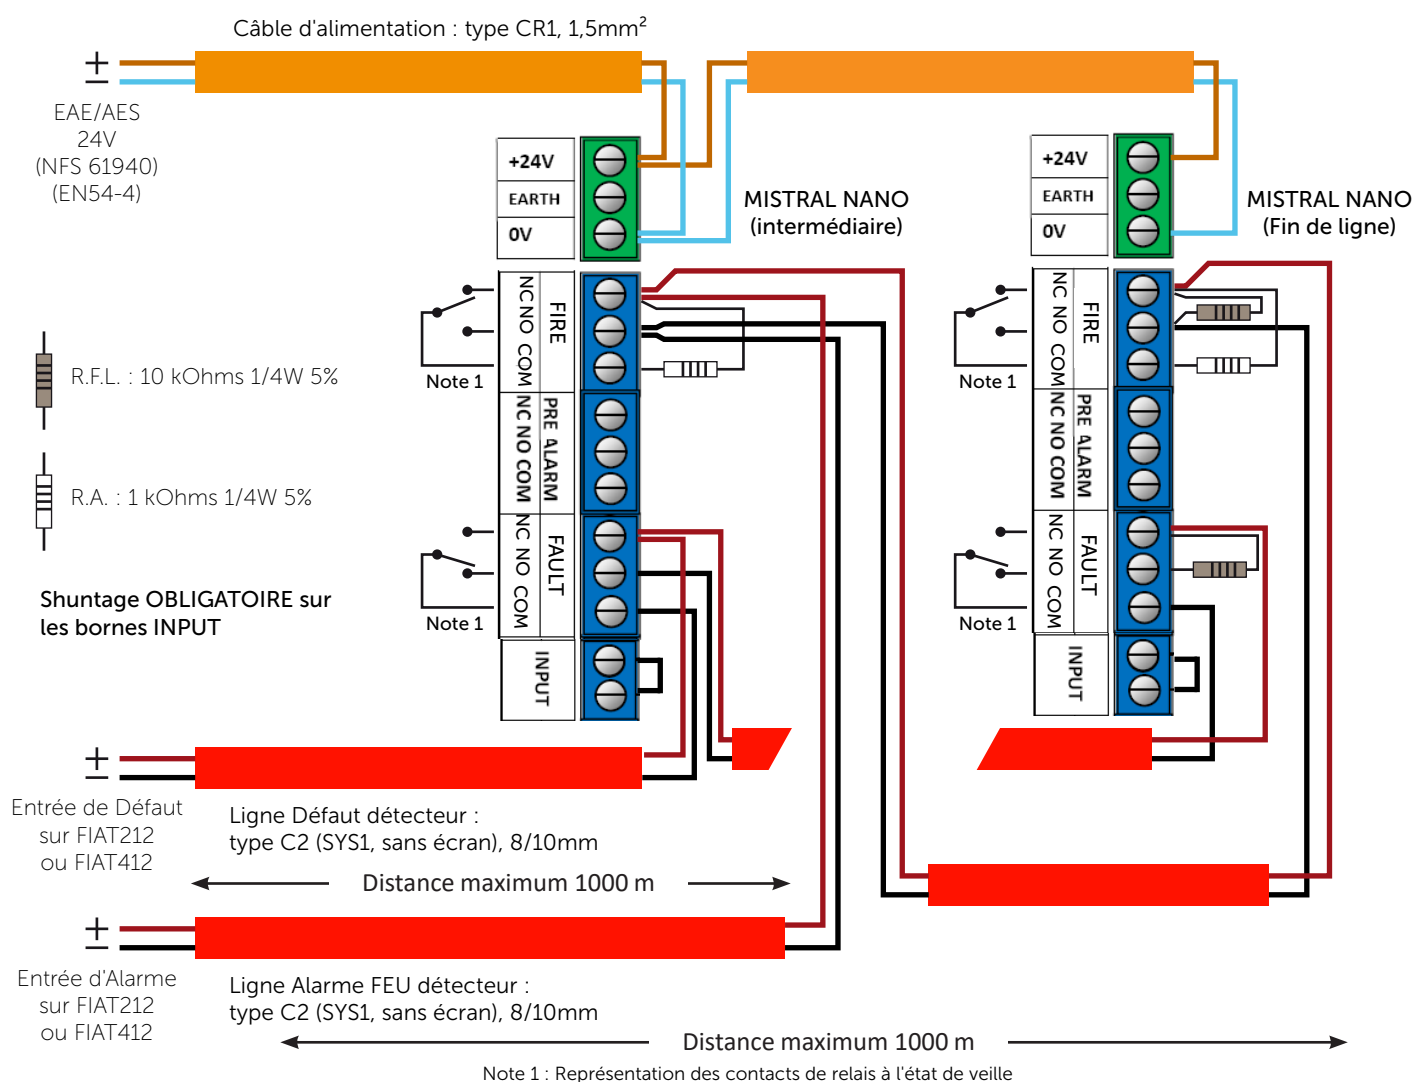 Câble d'alimentation : type CR1, 1,5mm²
+
−
EAE/AES
24V
(NFS 61940)
(EN54-4)
+24V
EARTH
0V
MISTRAL NANO
(intermédiaire)
+24V
EARTH
0V
MISTRAL NANO
(Fin de ligne)
NC NO COM
FIRE
Note 1
NC NO COM
PRE ALARM
NC NO COM
FAULT
Note 1
INPUT
NC NO COM
FIRE
Note 1
NC NO COM
PRE ALARM
NC NO COM
FAULT
Note 1
INPUT
R.F.L. : 10 kOhms 1/4W 5%
R.A. : 1 kOhms 1/4W 5%
Shuntage OBLIGATOIRE sur
les bornes INPUT
+
−
Entrée de Défaut
sur FIAT212
ou FIAT412
Ligne Défaut détecteur :
type C2 (SYS1, sans écran), 8/10mm
Distance maximum 1000 m
+
−
Entrée d'Alarme
sur FIAT212
ou FIAT412
Ligne Alarme FEU détecteur :
type C2 (SYS1, sans écran), 8/10mm
Distance maximum 1000 m
Note 1 : Représentation des contacts de relais à l'état de veille